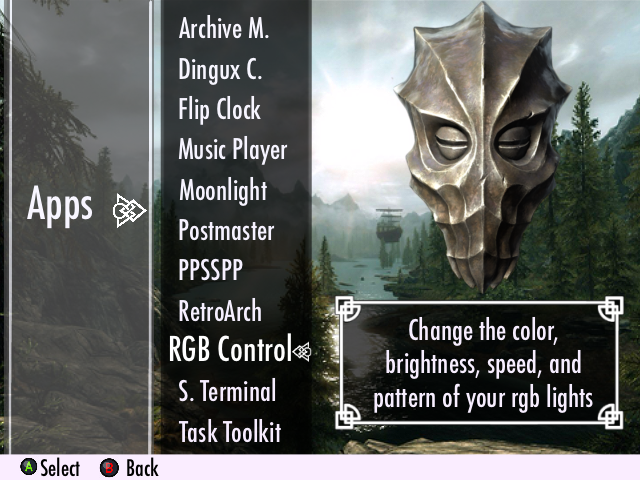 Apps
Archive M.
Dingux C.
Flip Clock
Music Player
Moonlight
Postmaster
PPSSPP
RetroArch
RGB Control
S. Terminal
Task Toolkit
Change the color,
brightness, speed, and
pattern of your rgb lights
A Select B Back